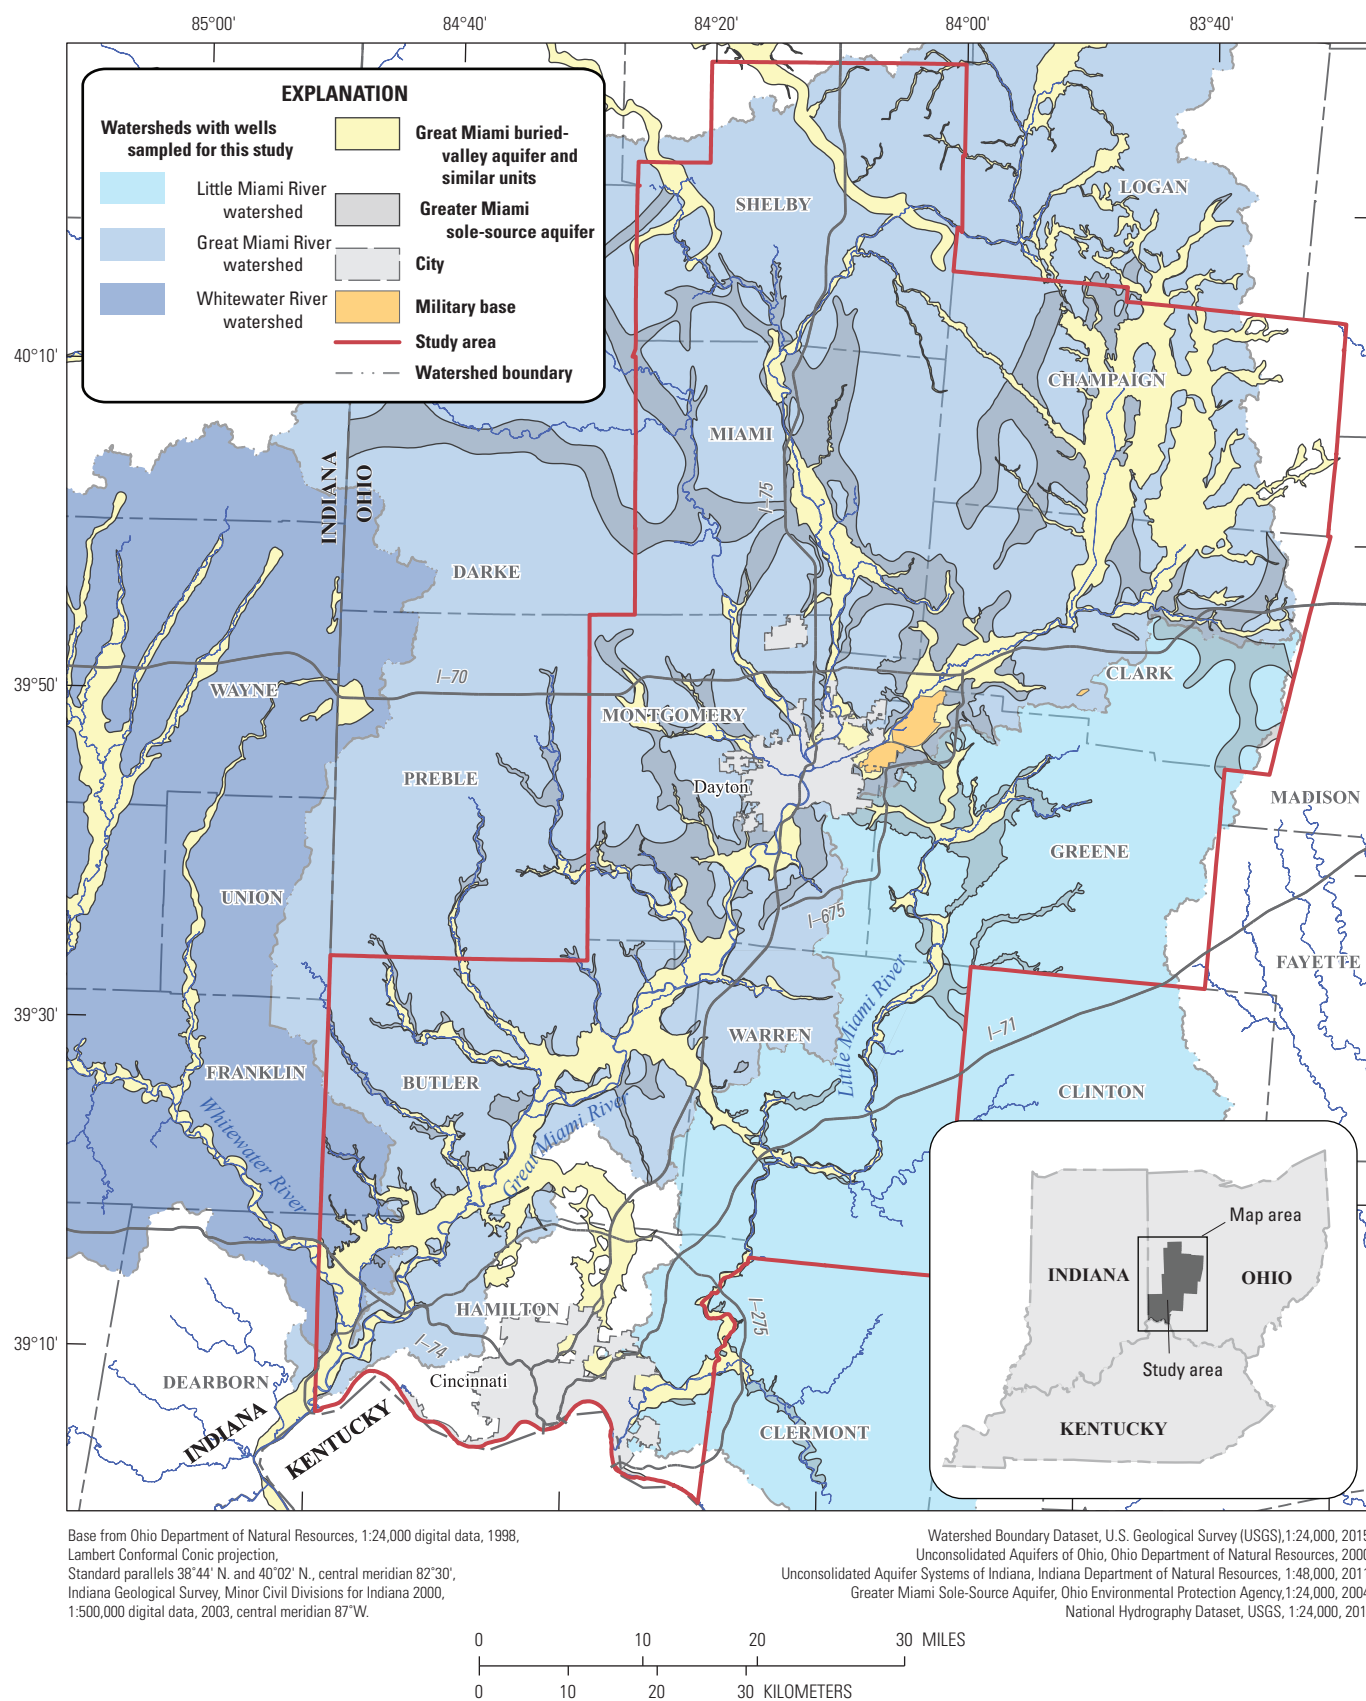 85°00'
84°40'
84°20'
84°00'
83°40'
EXPLANATION
Watersheds with wells
sampled for this study
Little Miami River
watershed
Great Miami River
watershed
Whitewater River
watershed
Great Miami buried-
valley aquifer and
similar units
Greater Miami
sole-source aquifer
City
Military base
Study area
Watershed boundary
40°10'
39°50'
39°30'
39°10'
SHELBY
LOGAN
CHAMPAIGN
MIAMI
I–75
INDIANA
OHIO
DARKE
WAYNE
I–70
CLARK
MONTGOMERY
PREBLE
Dayton
MADISON
GREENE
UNION
I–675
FAYETTE
Little Miami River
I–71
WARREN
FRANKLIN
BUTLER
CLINTON
Great Miami River
Whitewater River
HAMILTON
I–275
I–74
DEARBORN
Cincinnati
CLERMONT
INDIANA
KENTUCKY
Map area
INDIANA
OHIO
Study area
KENTUCKY
Base from Ohio Department of Natural Resources, 1:24,000 digital data, 1998,
Lambert Conformal Conic projection,
Standard parallels 38°44' N. and 40°02' N., central meridian 82°30',
Indiana Geological Survey, Minor Civil Divisions for Indiana 2000,
1:500,000 digital data, 2003, central meridian 87°W.
Watershed Boundary Dataset, U.S. Geological Survey (USGS),1:24,000, 2015
Unconsolidated Aquifers of Ohio, Ohio Department of Natural Resources, 2000
Unconsolidated Aquifer Systems of Indiana, Indiana Department of Natural Resources, 1:48,000, 2011
Greater Miami Sole-Source Aquifer, Ohio Environmental Protection Agency,1:24,000, 2004
National Hydrography Dataset, USGS, 1:24,000, 201
0 10 20 30 MILES
0 10 20 30 KILOMETERS